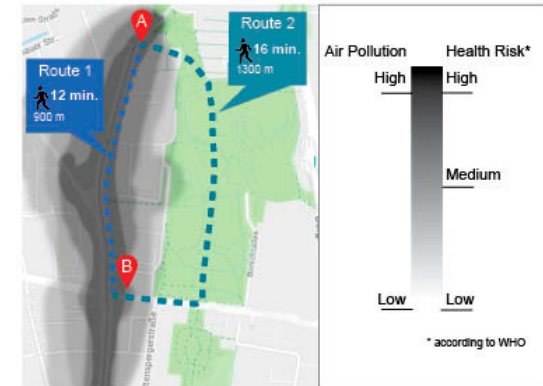 A
Route 2
16 min.
1300 m
Route 1
12 min.
900 m
B
Air Pollution
Health Risk*
High
High
Medium
Low
Low
* according to WHO